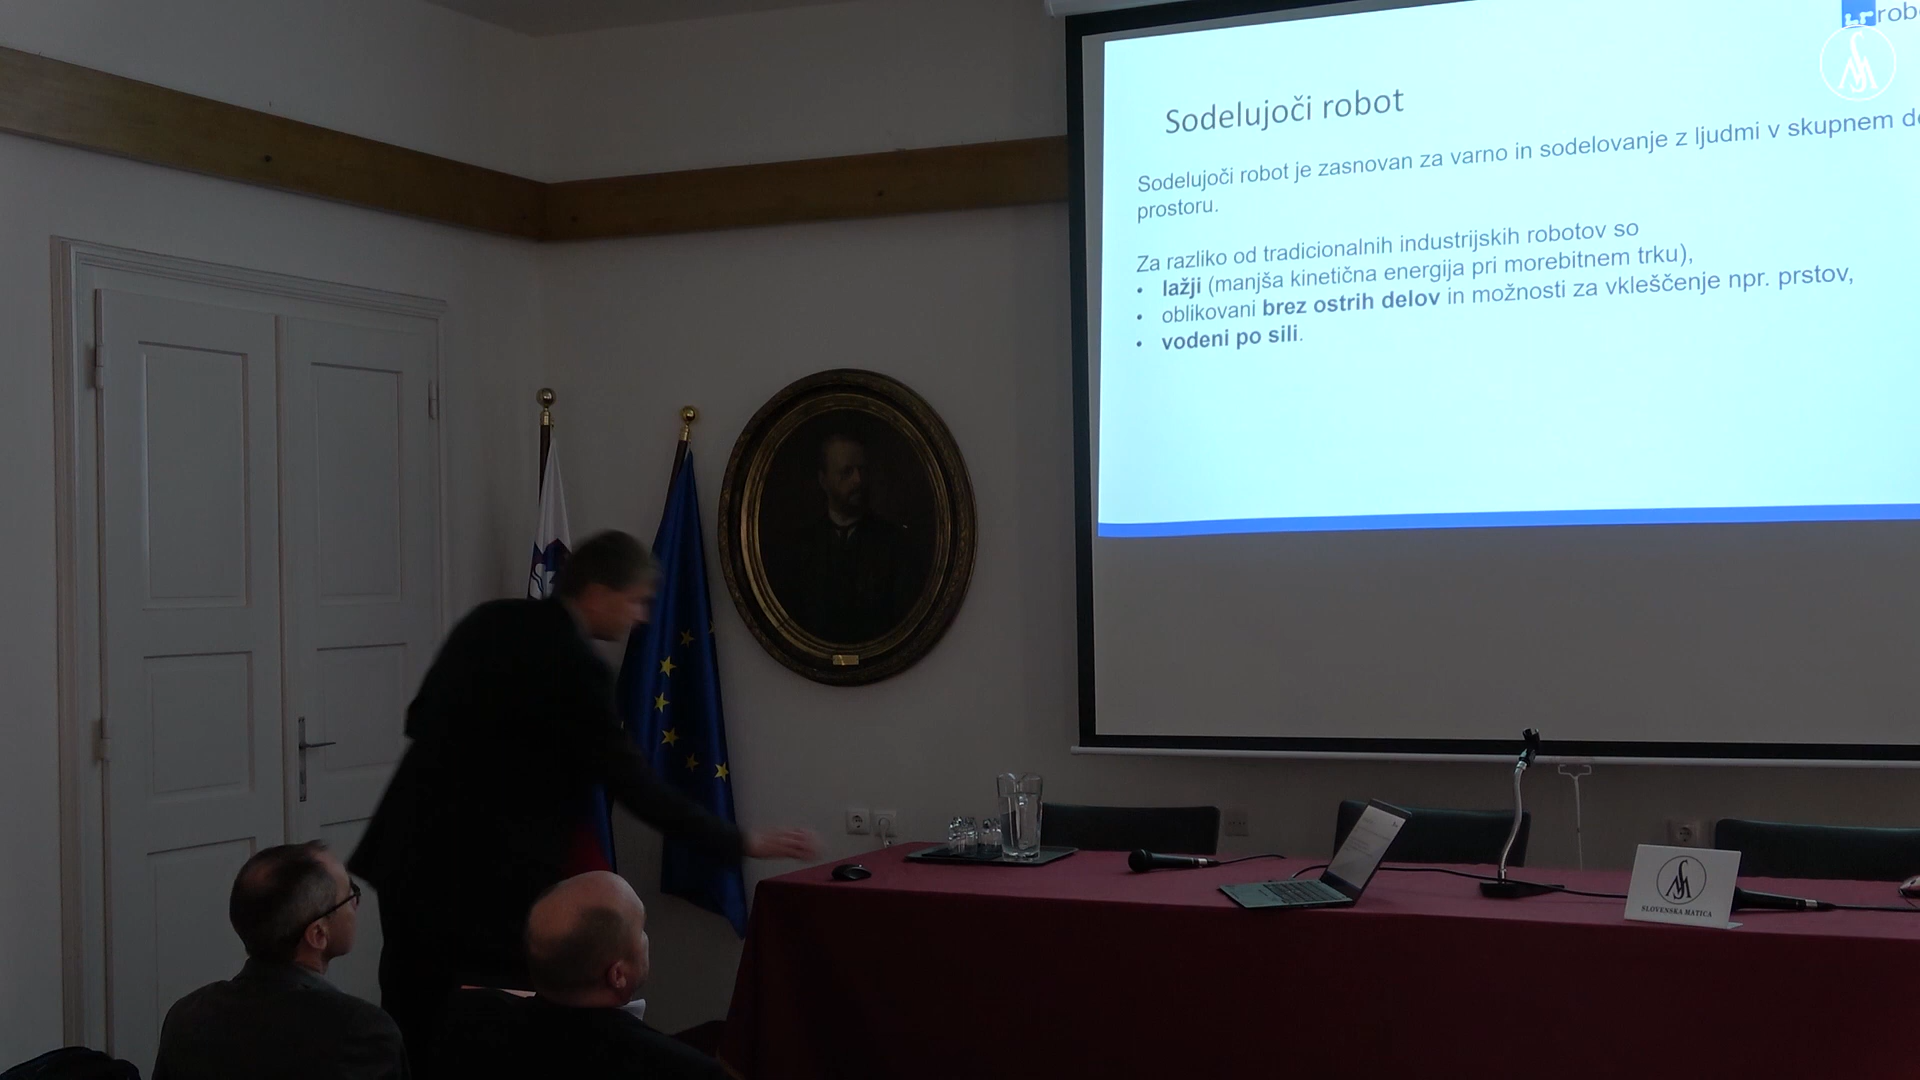 rob
Sodelujoči robot
Sodelujoči robot je zasnovan za varno in sodelovanje z ljudmi v skupnem
prostoru.
Za razliko od tradicionalnih industrijskih robotov so
• lažji (manjša kinetična energija pri morebitnem trku),
• oblikovani brez ostrih delov in možnosti za vkleščenje npr. prstov,
• vodeni po sili.
SLOVENSKA MATICA